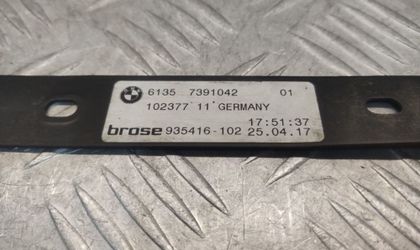 6135 7391042 01
102377 11 GERMANY
17:51:37
brose 935416-102 25.04.17